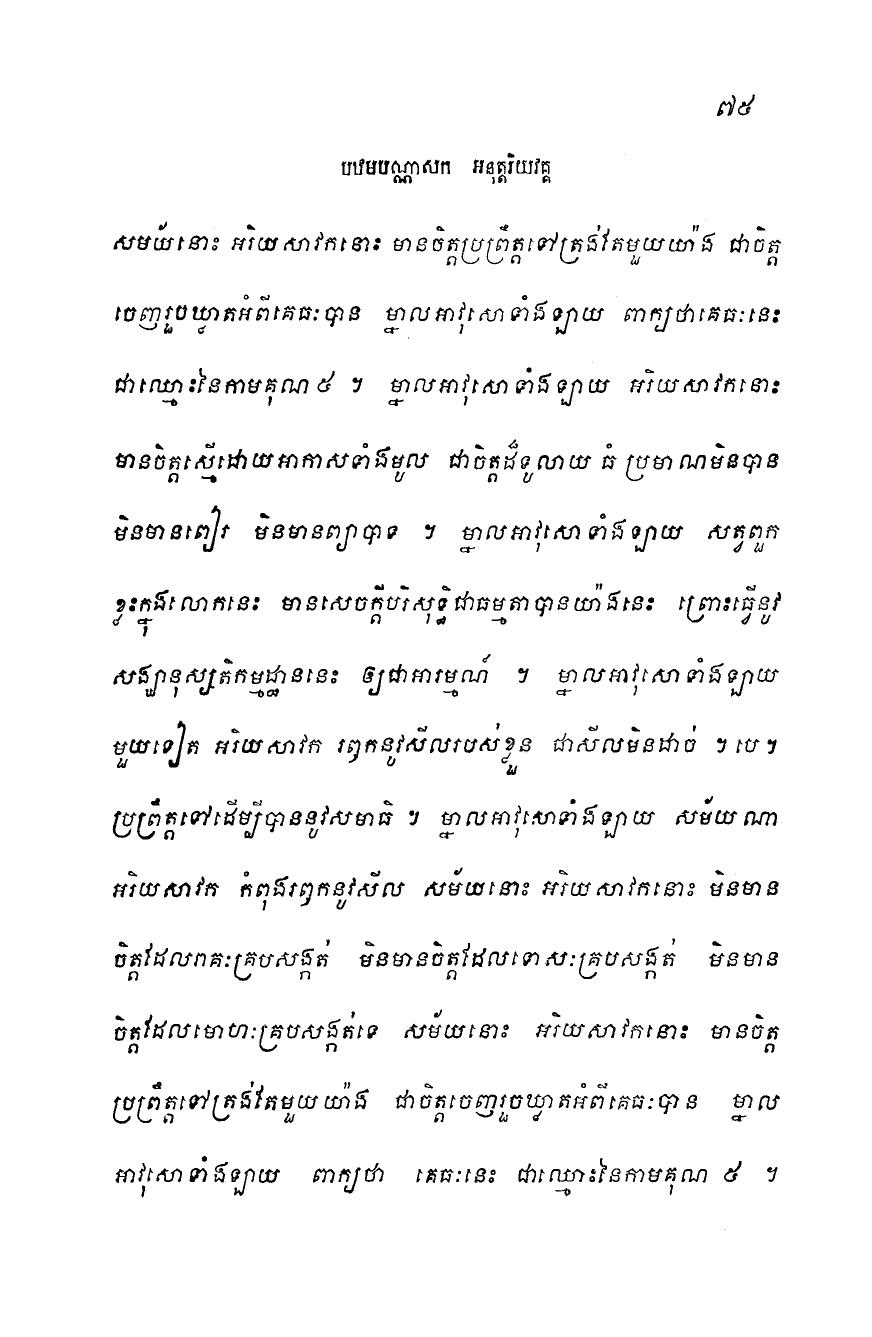 ៧៥
បឋមបណ្ណាសក អនុត្តរិយវគ្គ
សមយ័នោះ អរិយសាវកនោះ មានចិត្តប្រព្រឹត្តទៅត្រង់តែមួយយ៉ាង ជាចិត្ត
ចេញរួចឃ្លាតអំពីគេធៈបាន ម្នាលអាវុសោទាំងឡាយ ពាក្យថាគេធៈនេះ
ជាឈ្មោះនៃកាមគុណ៥ ។ ម្នាលអាវុសោទាំងឡាយ អរិយសាវកនោះ
មានចិត្តស្មើដោយអាកាសទាំងមូល ជាចិត្តដ៏ទូលាយ ធំ ប្រមាណមិនបាន
មិនមានពៀរ មិនមានព្យាបាទ ។ ម្នាលអាវុសោទាំងឡាយ សត្វពួក
ខ្លះក្នុងលោកនេះ មានសេចក្តីបរិសុទ្ធិជាធម្មតាបានយ៉ាងនេះ ព្រោះធ្វើនូវ
សង្ឃានុស្សតិកម្មដ្ឋាននេះ ឲ្យជាអារម្មណ៍ ។ ម្នាលអាវុសោទាំងឡាយ
មួយទៀត អរិយសាវក រឭកនូវសីលរបស់ខ្លួន ជាសីលមិនដាច់ ។ បេ ។
ប្រព្រឹត្តទៅដើម្បីបាននូវសមាធិ ។ ម្នាលអាវុសោទាំងឡាយ សម័យណា
អរិយសាវក កំពុងរឭកនូវសីល សម័យនោះ អរិយសាវកនោះ មិនមាន
ចិត្តដែលរាគៈគ្របសង្កត់ មិនមានចិត្តដែលទោសៈគ្របសង្កត់ មិនមាន
ចិត្តដែលមោហៈគ្របសង្កត់ទេ សម័យនោះ អរិយសាវកនោះ មានចិត្ត
ប្រព្រឹត្តទៅត្រង់តែមួយយ៉ាង ជាចិត្តចេញរួចឃ្លាតអំពីគេធៈបាន ម្នាល
អាវុសោទាំងឡាយ ពាក្យថា គេធៈនេះ ជាឈ្មោះនៃកាមគុណ ៥ ។